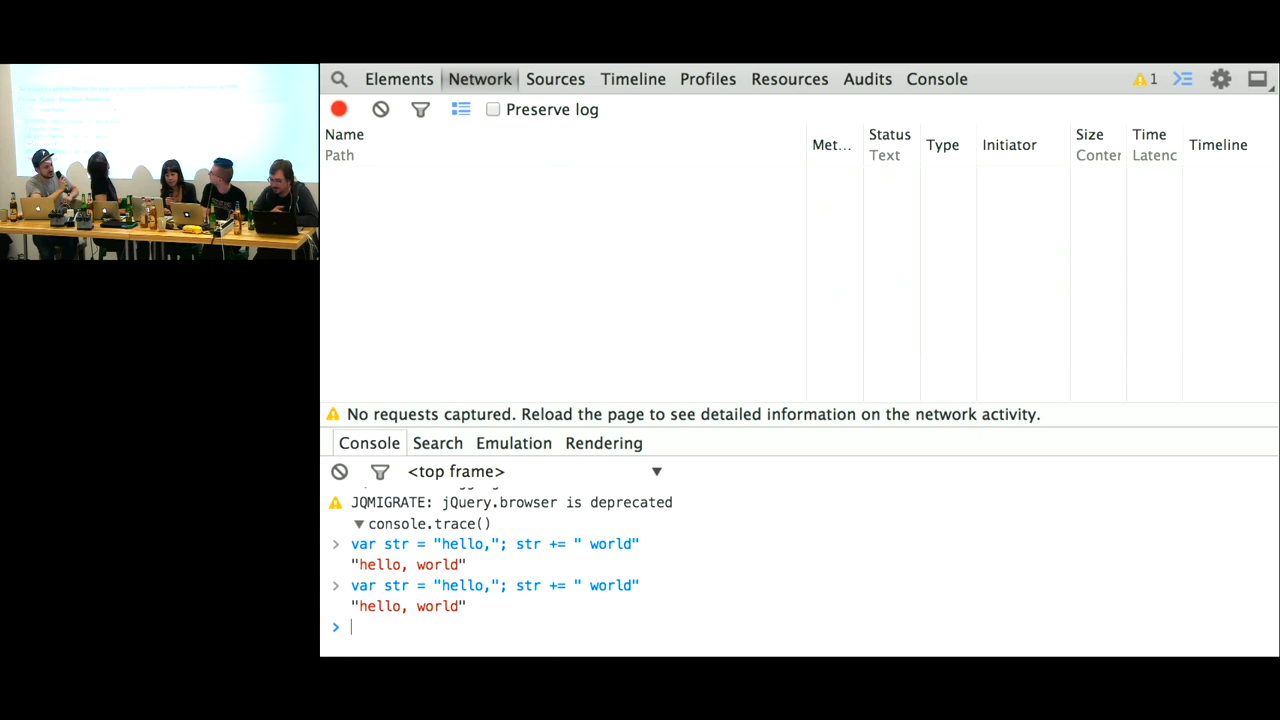 Elements Network Sources Timeline Profiles Resources Audits Console 1
Preserve log
Name Path Met... Status Text Type Initiator Size Conter Time Latenc Timeline
No requests captured. Reload the page to see detailed information on the network activity.
Console Search Emulation Rendering
<top frame>
JQMIGRATE: jQuery.browser is deprecated
console.trace()
> var str = "hello,"; str += " world"
"hello, world"
> var str = "hello,"; str += " world"
"hello, world"
>